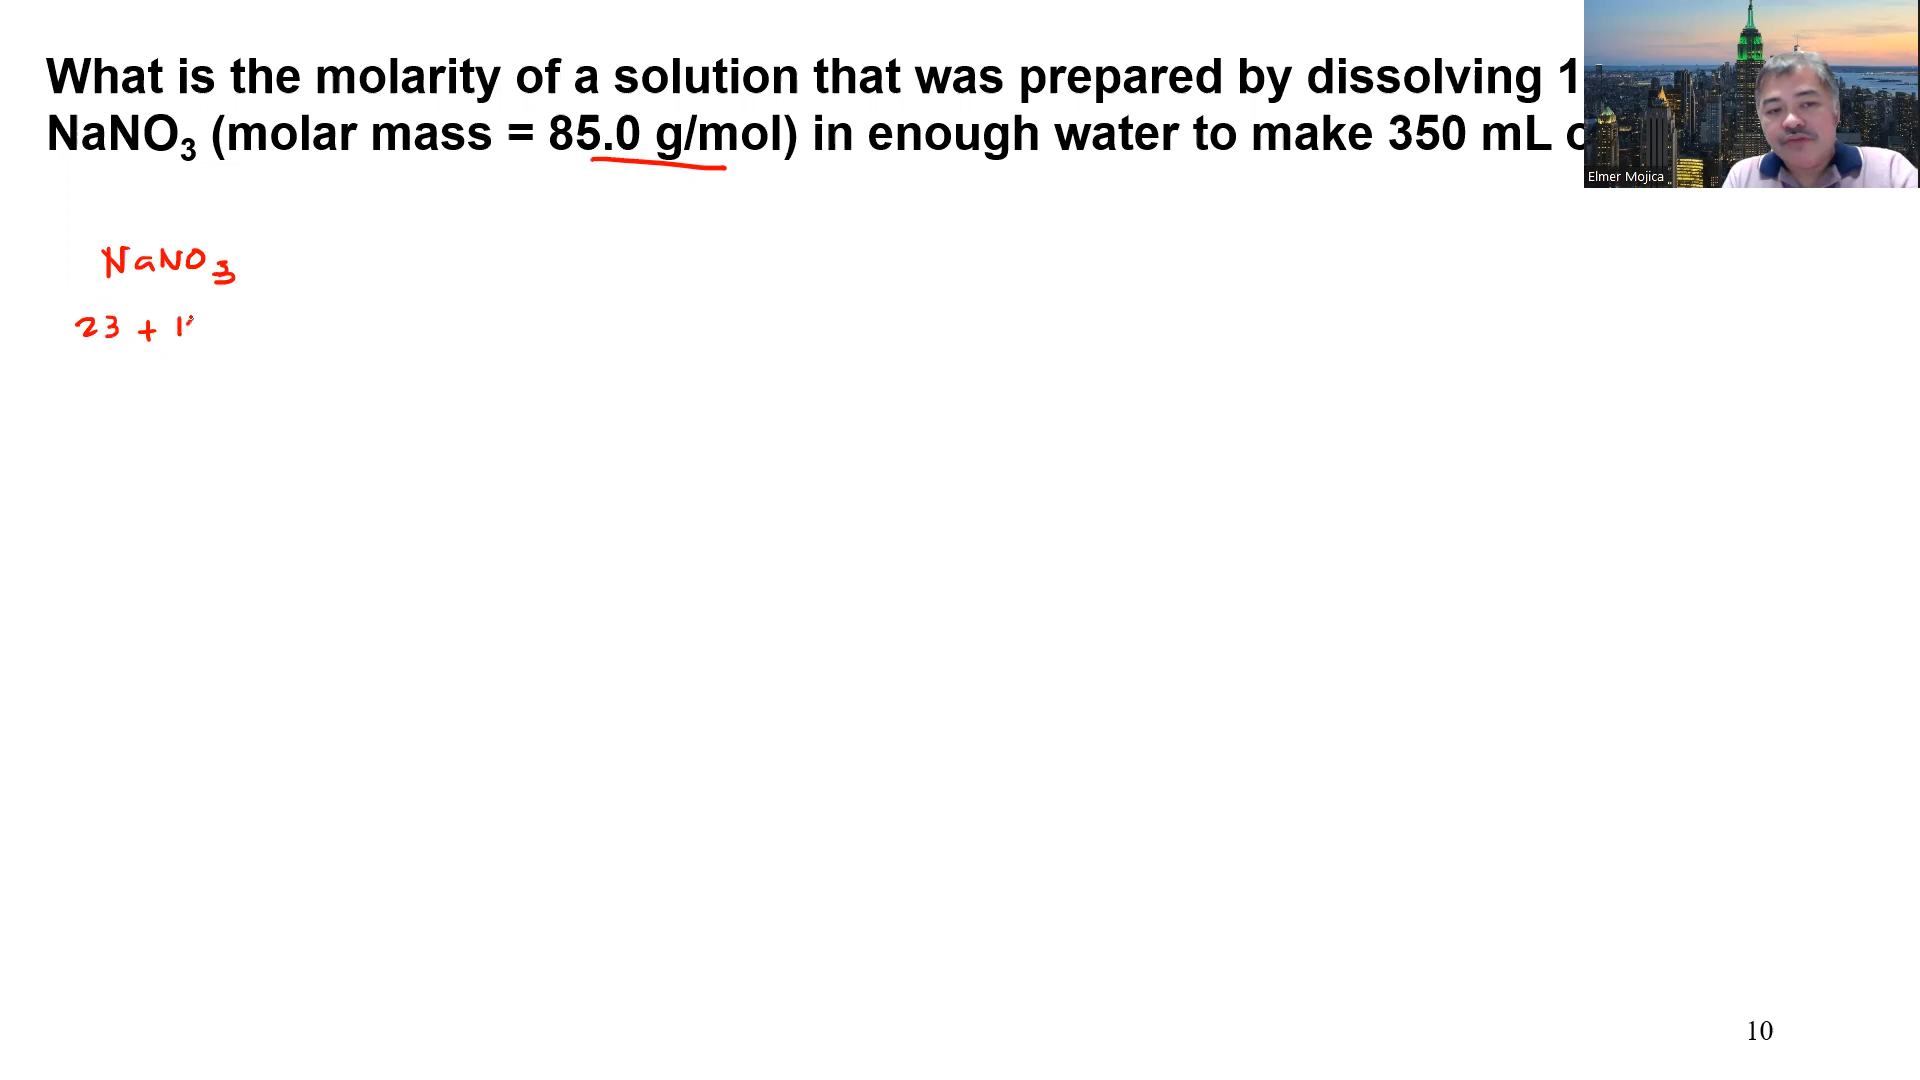 What is the molarity of a solution that was prepared by dissolving 1
NaNO₃ (molar mass = 85.0 g/mol) in enough water to make 350 mL
Elmer Mojica
NaNO₃
23 + 1
10